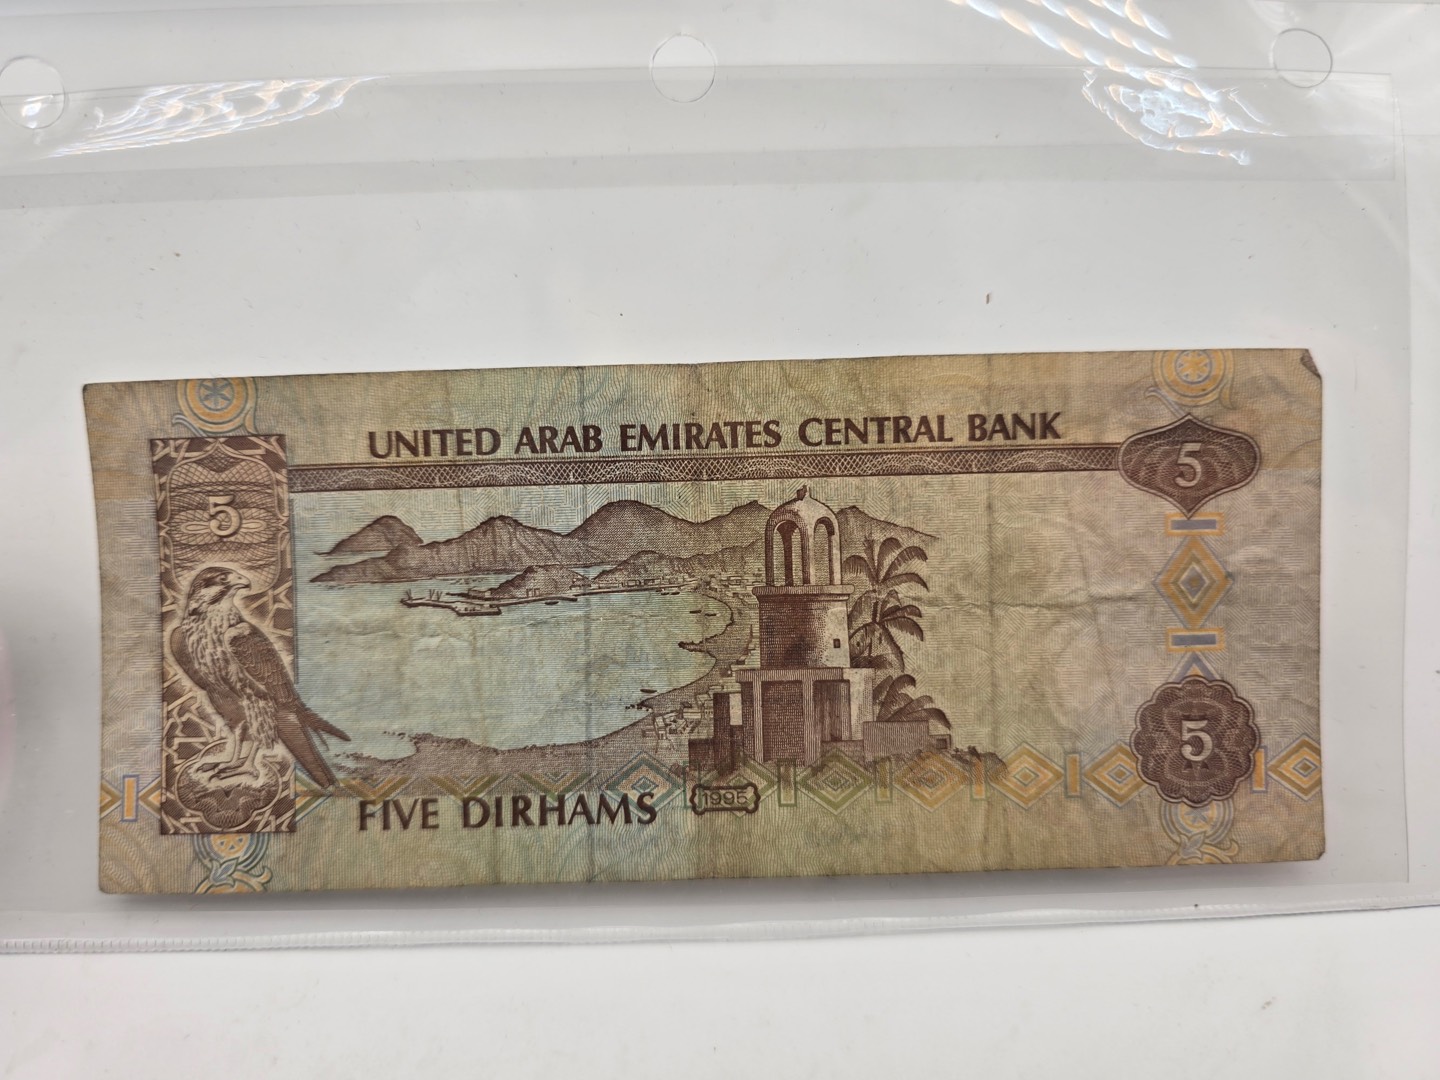 UNITED ARAB EMIRATES CENTRAL BANK
5
5
5
FIVE DIRHAMS
1995